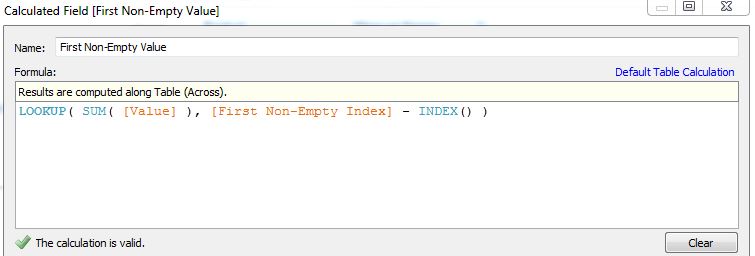 Calculated Field [First Non-Empty Value]
Name: First Non-Empty Value
Formula: Default Table Calculation
Results are computed along Table (Across).
LOOKUP( SUM( [Value] ), [First Non-Empty Index] - INDEX() )
The calculation is valid. Clear